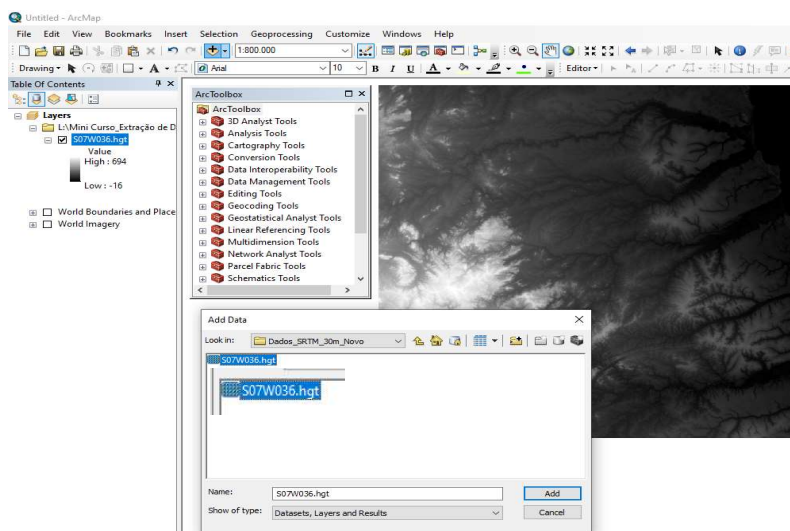 Untitled - ArcMap
File Edit View Bookmarks Insert Selection Geoprocessing Customize Windows Help
1:800.000
Drawing Arial 10 B I U A Editor
Table Of Contents
Layers
L:\Mini Curso_Extração de D
S07W036.hgt
Value
High : 694
Low : -16
World Boundaries and Place
World Imagery
ArcToolbox
ArcToolbox
3D Analyst Tools
Analysis Tools
Cartography Tools
Conversion Tools
Data Interoperability Tools
Data Management Tools
Editing Tools
Geocoding Tools
Geostatistical Analyst Tools
Linear Referencing Tools
Multidimension Tools
Network Analyst Tools
Parcel Fabric Tools
Schematics Tools
Add Data
Look in: Dados_SRTM_30m_Novo
S07W036.hgt
S07W036.hgt
Name: S07W036.hgt Add
Show of type: Datasets, Layers and Results Cancel